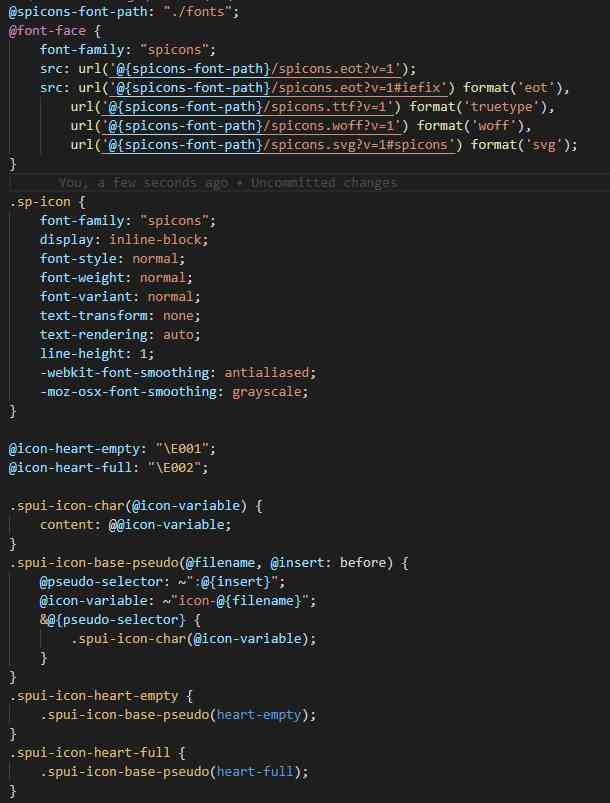 @spicons-font-path: "./fonts";
@font-face {
    font-family: "spicons";
    src: url('@{spicons-font-path}/spicons.eot?v=1');
    src: url('@{spicons-font-path}/spicons.eot?v=1#iefix') format('eot'),
        url('@{spicons-font-path}/spicons.ttf?v=1') format('truetype'),
        url('@{spicons-font-path}/spicons.woff?v=1') format('woff'),
        url('@{spicons-font-path}/spicons.svg?v=1#spicons') format('svg');
}
You, a few seconds ago • Uncommitted changes
.sp-icon {
    font-family: "spicons";
    display: inline-block;
    font-style: normal;
    font-weight: normal;
    font-variant: normal;
    text-transform: none;
    text-rendering: auto;
    line-height: 1;
    -webkit-font-smoothing: antialiased;
    -moz-osx-font-smoothing: grayscale;
}
@icon-heart-empty: "\E001";
@icon-heart-full: "\E002";
.spui-icon-char(@icon-variable) {
    content: @@icon-variable;
}
.spui-icon-base-pseudo(@filename, @insert: before) {
    @pseudo-selector: ~":@{insert}";
    @icon-variable: ~"icon-@{filename}";
    &@{pseudo-selector} {
        .spui-icon-char(@icon-variable);
    }
}
.spui-icon-heart-empty {
    .spui-icon-base-pseudo(heart-empty);
}
.spui-icon-heart-full {
    .spui-icon-base-pseudo(heart-full);
}